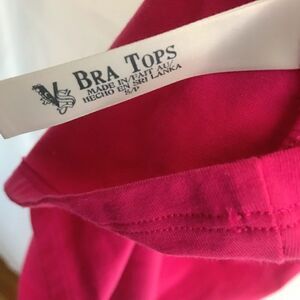 VS
BRA TOPS
MADE IN/FAIT AU/
HECHO EN SRI LANKA
S/P